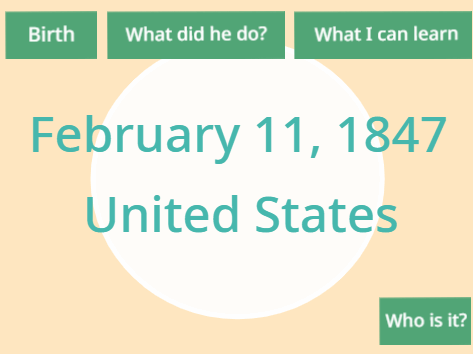 Birth
What did he do?
What I can learn
February 11, 1847
United States
Who is it?